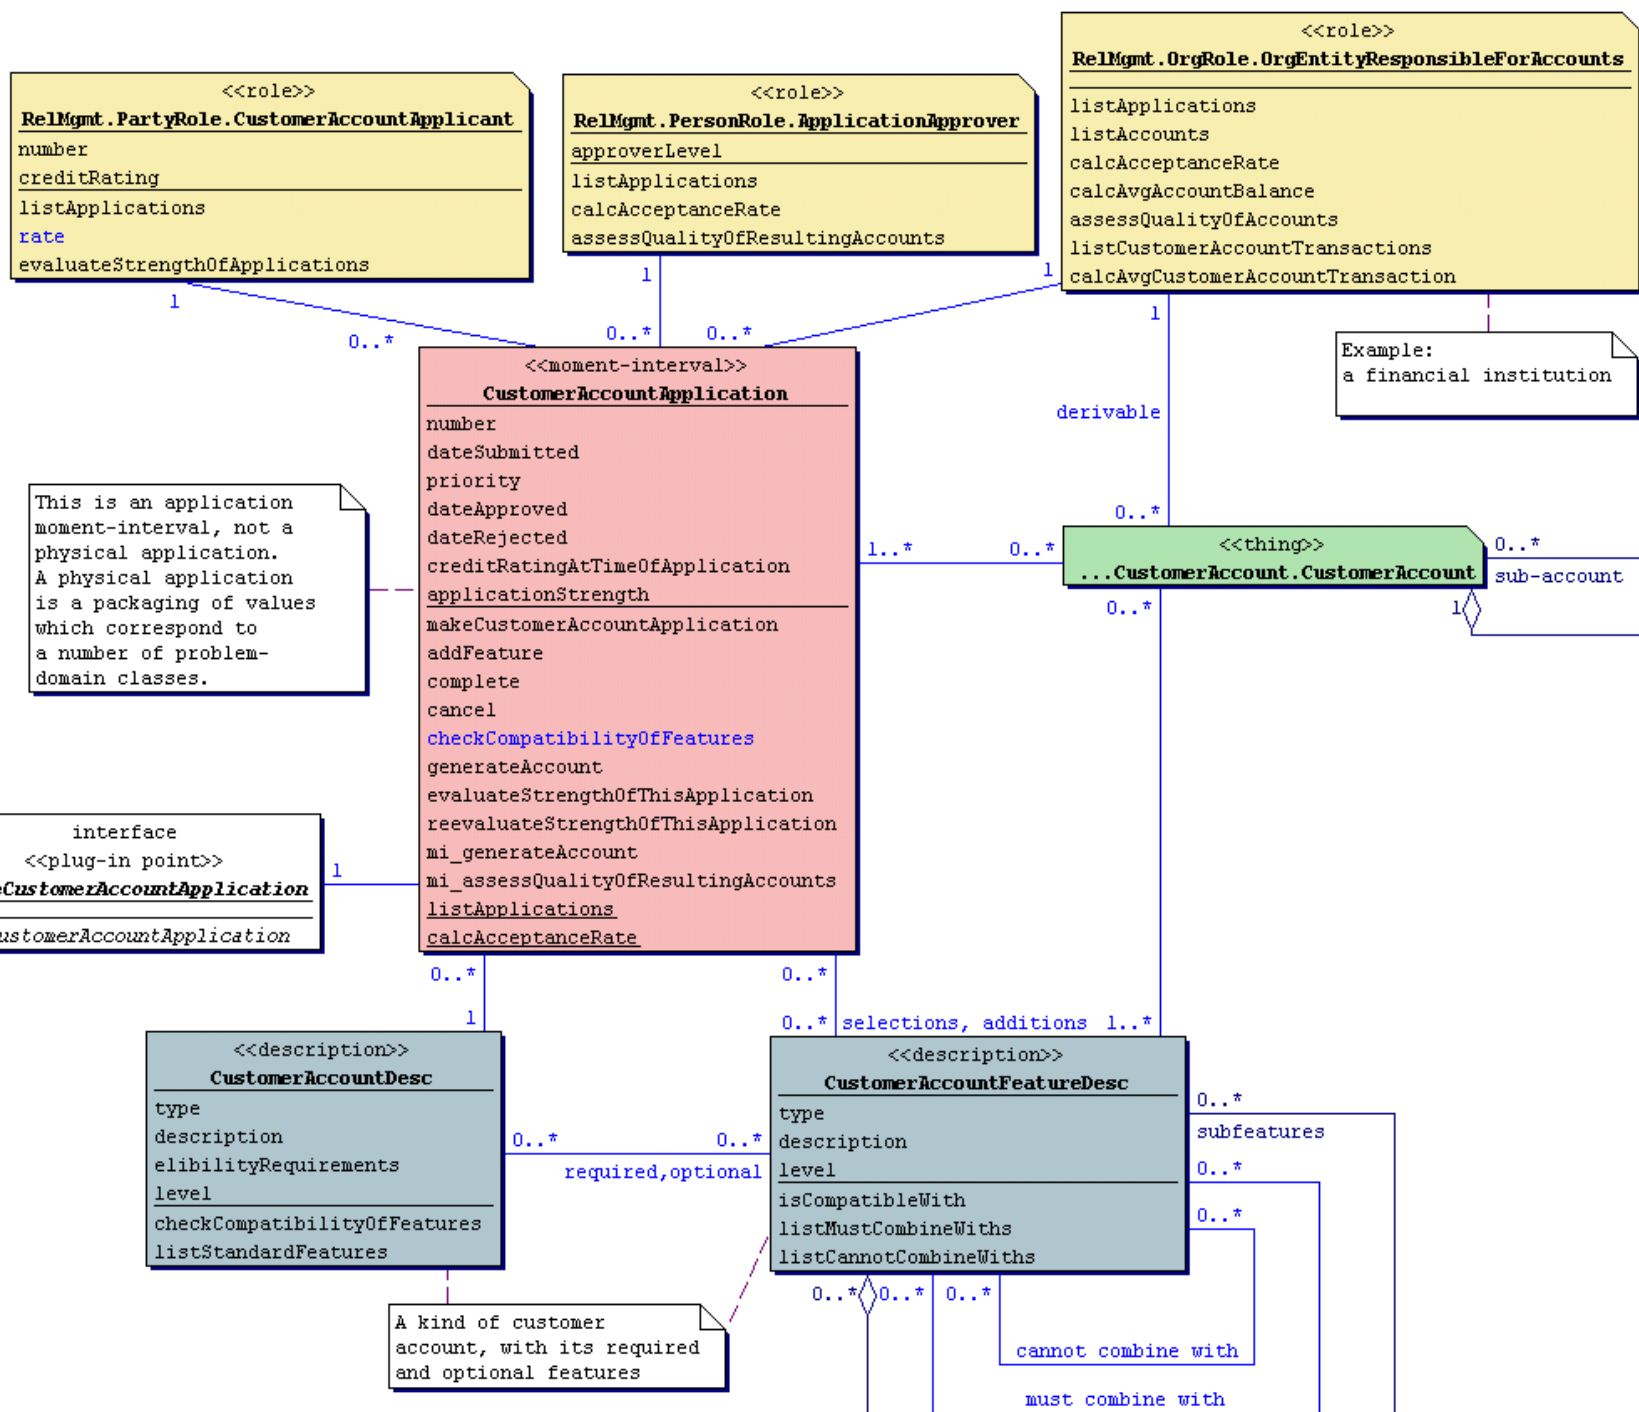 <<role>>
RelMgmt.PartyRole.CustomerAccountApplicant
number
creditRating
listApplications
rate
evaluateStrengthOfApplications
1
0..*
<<role>>
RelMgmt.PersonRole.ApplicationApprover
approverLevel
listApplications
calcAcceptanceRate
assessQualityOfResultingAccounts
1
0..*
<<role>>
RelMgmt.OrgRole.OrgEntityResponsibleForAccounts
listApplications
listAccounts
calcAcceptanceRate
calcAvgAccountBalance
assessQualityOfAccounts
listCustomerAccountTransactions
calcAvgCustomerAccountTransaction
1
0..*
1
derivable
0..*
Example:
a financial institution
<<moment-interval>>
CustomerAccountApplication
number
dateSubmitted
priority
dateApproved
dateRejected
creditRatingAtTimeOfApplication
applicationStrength
makeCustomerAccountApplication
addFeature
complete
cancel
checkCompatibilityOfFeatures
generateAccount
evaluateStrengthOfThisApplication
reevaluateStrengthOfThisApplication
mi_generateAccount
mi_assessQualityOfResultingAccounts
listApplications
calcAcceptanceRate
This is an application
moment-interval, not a
physical application.
A physical application
is a packaging of values
which correspond to
a number of problem-
domain classes.
1..*
0..*
<<thing>>
...CustomerAccount.CustomerAccount
0..*
sub-account
1
0..*
interface
<<plug-in point>>
eCustomerAccountApplication
ustomerAccountApplication
1
0..*
1
0..*
0..*
selections, additions
1..*
<<description>>
CustomerAccountDesc
type
description
elibilityRequirements
level
checkCompatibilityOfFeatures
listStandardFeatures
0..*
0..*
required,optional
<<description>>
CustomerAccountFeatureDesc
type
description
level
isCompatibleWith
listMustCombineWiths
listCannotCombineWiths
0..*
subfeatures
0..*
0..*
0..*
0..*
0..*
cannot combine with
must combine with
A kind of customer
account, with its required
and optional features